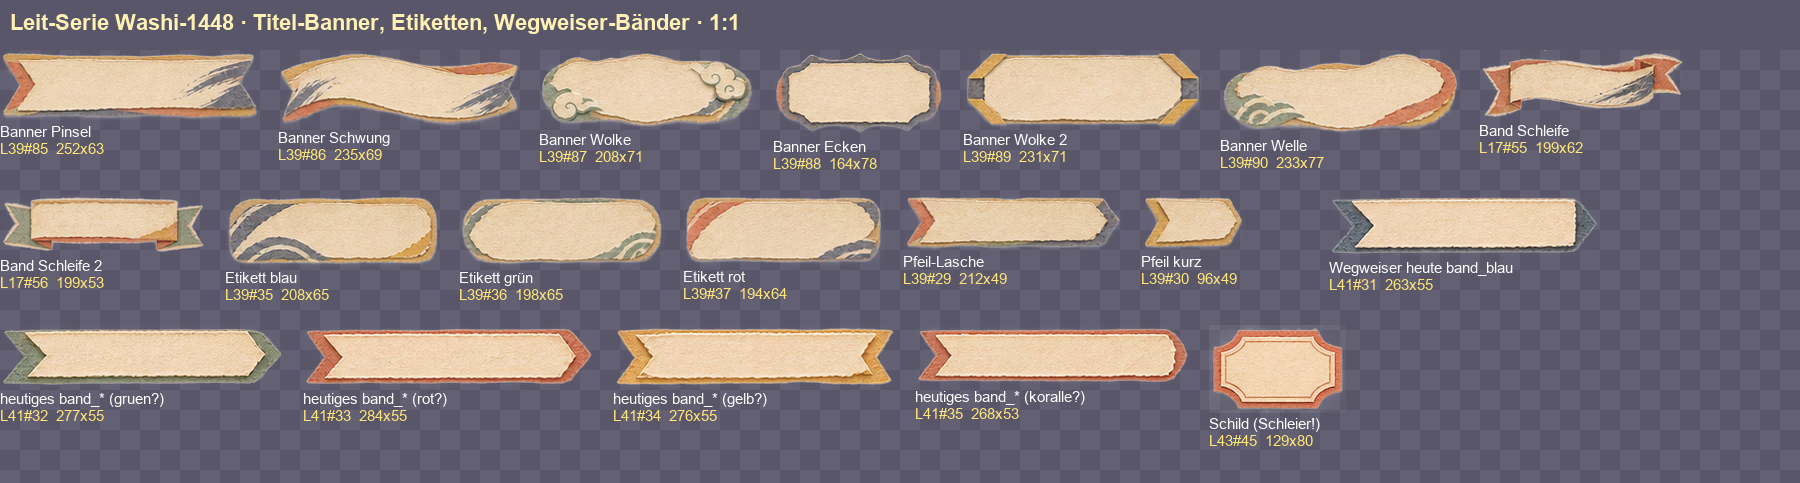 Leit-Serie Washi-1448 · Titel-Banner, Etiketten, Wegweiser-Bänder · 1:1
Banner Pinsel
L39#85 252x63
Banner Schwung
L39#86 235x69
Banner Wolke
L39#87 208x71
Banner Ecken
L39#88 164x78
Banner Wolke 2
L39#89 231x71
Banner Welle
L39#90 233x77
Band Schleife
L17#55 199x62
Band Schleife 2
L17#56 199x53
Etikett blau
L39#35 208x65
Etikett grün
L39#36 198x65
Etikett rot
L39#37 194x64
Pfeil-Lasche
L39#29 212x49
Pfeil kurz
L39#30 96x49
Wegweiser heute band_blau
L41#31 263x55
heutiges band_* (gruen?)
L41#32 277x55
heutiges band_* (rot?)
L41#33 284x55
heutiges band_* (gelb?)
L41#34 276x55
heutiges band_* (koralle?)
L41#35 268x53
Schild (Schleier!)
L43#45 129x80